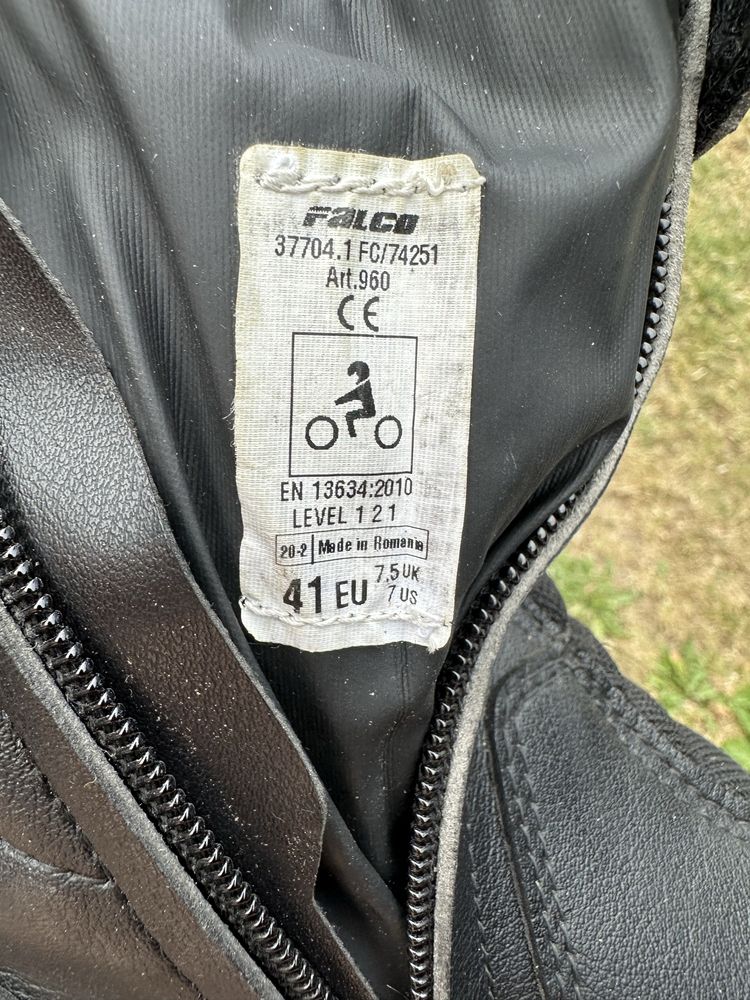 FALCO
37704.1 FC/74251
Art.960
CE
EN 13634:2010
LEVEL 1 2 1
20-2 Made in Romania
41 EU 7,5 UK
7 US